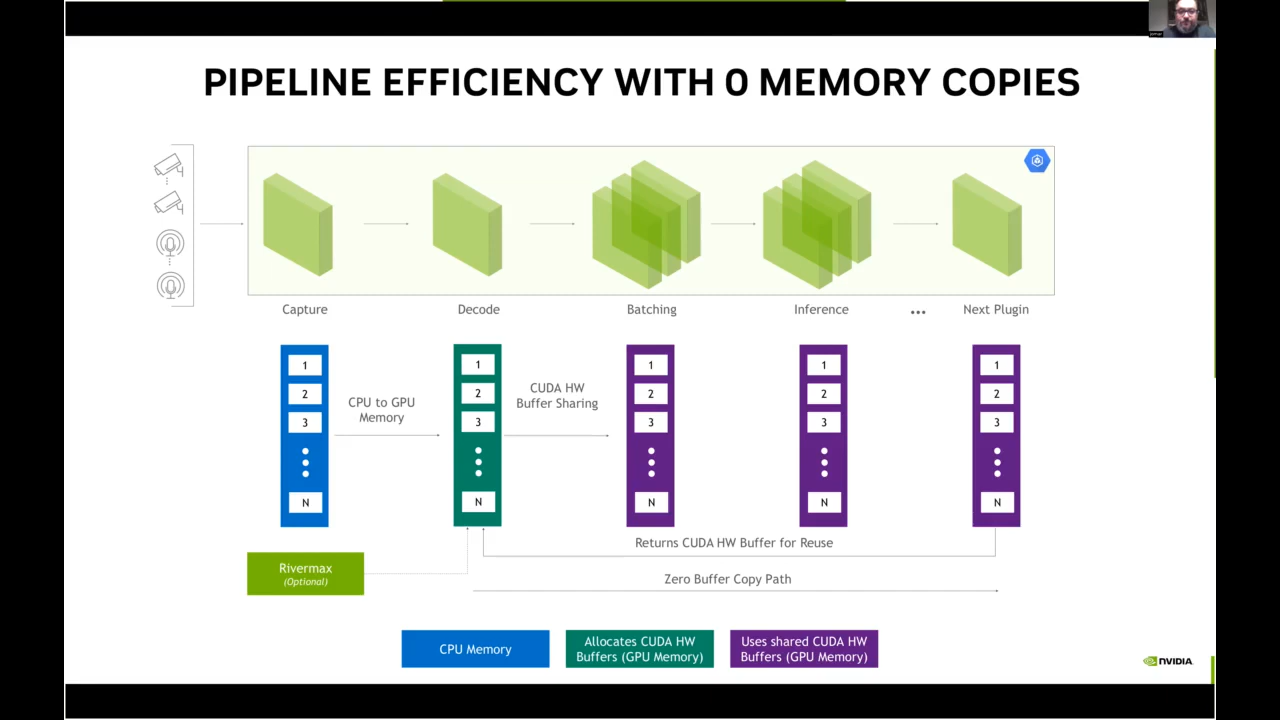 PIPELINE EFFICIENCY WITH 0 MEMORY COPIES
Capture
Decode
Batching
Inference
...
Next Plugin
1
2
3
N
CPU to GPU
Memory
1
2
3
N
CUDA HW
Buffer Sharing
1
2
3
N
1
2
3
N
1
2
3
N
Returns CUDA HW Buffer for Reuse
Rivermax
(Optional)
Zero Buffer Copy Path
CPU Memory
Allocates CUDA HW
Buffers (GPU Memory)
Uses shared CUDA HW
Buffers (GPU Memory)
NVIDIA